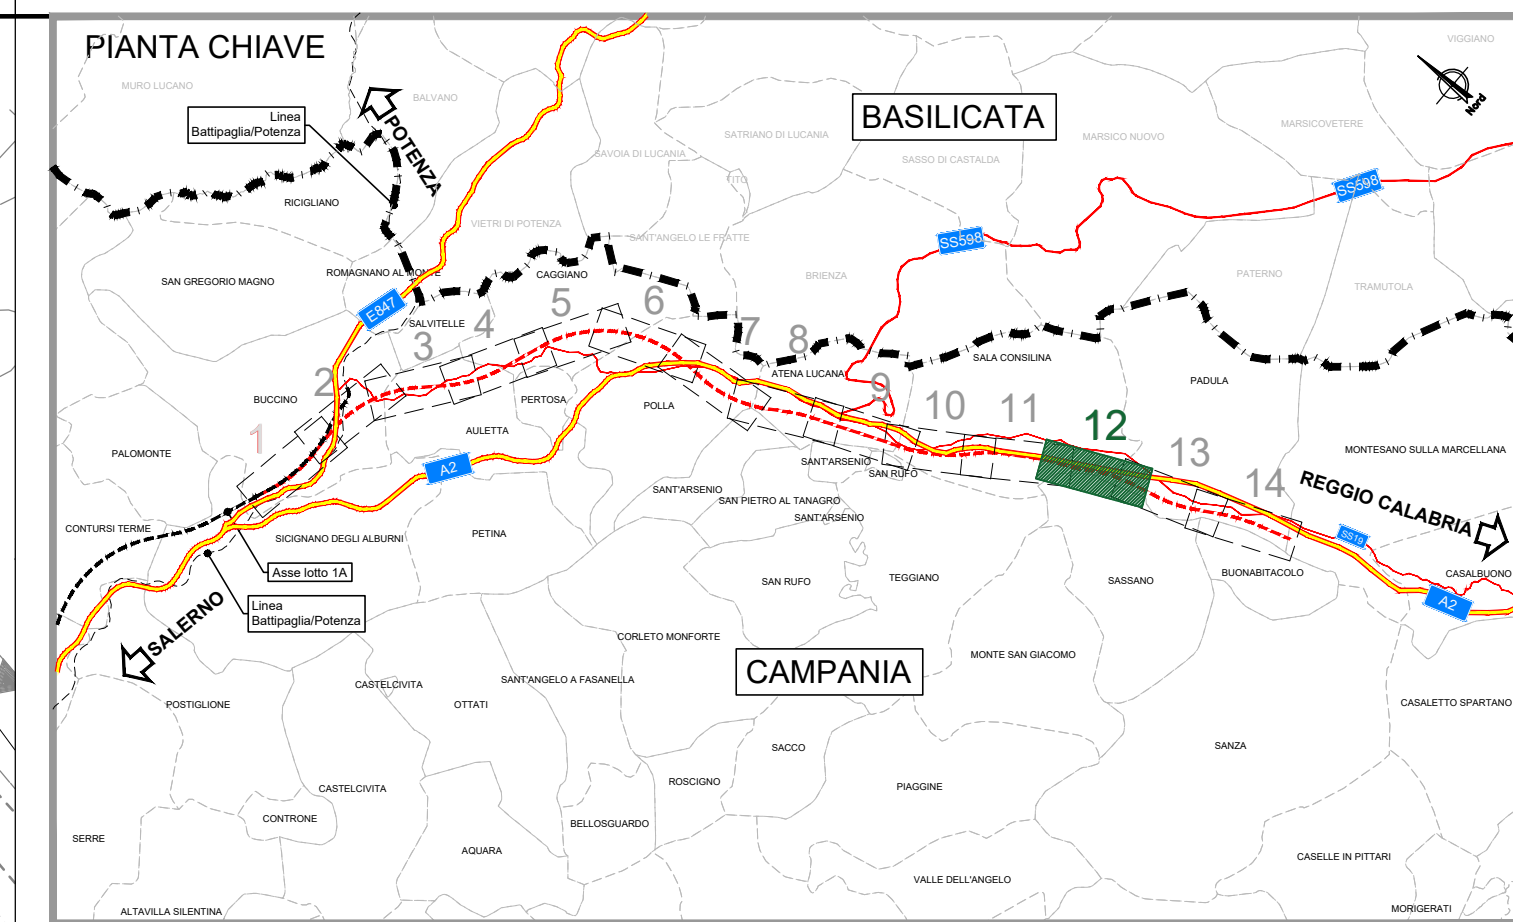 PIANTA CHIAVE
VIGGIANO
MURO LUCANO
BALVANO
Nord
Linea
Battipaglia/Potenza
POTENZA
BASILICATA
MARSICOVETERE
SATRIANO DI LUCANIA
MARSICO NUOVO
SAVOIA DI LUCANIA
SASSO DI CASTALDA
TITO
SS598
RICIGLIANO
VIETRI DI POTENZA
SANT'ANGELO LE FRATTE
SS598
ROMAGNANO AL MONTE
CAGGIANO
BRIENZA
PATERNO
TRAMUTOLA
SAN GREGORIO MAGNO
E847
SALVITELLE
5
6
4
3
7
8
SALA CONSILINA
ATENA LUCANA
PADULA
2
BUCCINO
PERTOSA
POLLA
9
10
11
12
AULETTA
1
PALOMONTE
13
MONTESANO SULLA MARCELLANA
A2
SANT'ARSENIO
SAN RUFO
14
REGGIO CALABRIA
SANT'ARSENIO
SAN PIETRO AL TANAGRO
SANT'ARSENIO
CONTURSI TERME
SICIGNANO DEGLI ALBURNI
PETINA
SS19
Asse lotto 1A
SAN RUFO
TEGGIANO
SASSANO
BUONABITACOLO
CASALBUONO
A2
Linea
Battipaglia/Potenza
SALERNO
CORLETO MONFORTE
MONTE SAN GIACOMO
CAMPANIA
CASTELCIVITA
SANT'ANGELO A FASANELLA
POSTIGLIONE
OTTATI
CASALETTO SPARTANO
SACCO
SANZA
ROSCIGNO
PIAGGINE
CASTELCIVITA
CONTRONE
BELLOSGUARDO
SERRE
AQUARA
CASELLE IN PITTARI
VALLE DELL'ANGELO
ALTAVILLA SILENTINA
MORIGERATI